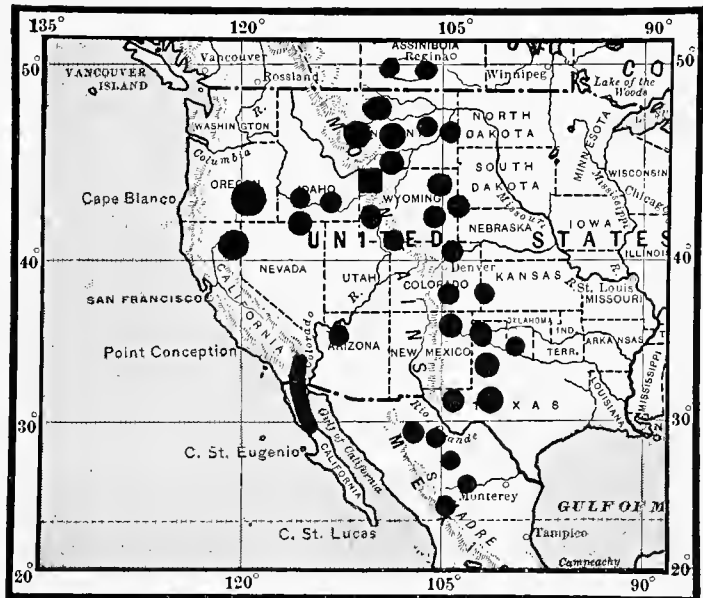 135° 120° 105° 90°
ASSINIBOIA
Vancouver Regina
50° Winnipeg 50°
VANCOUVER
ISLAND
Rossland
Lake of the
Woods
C O
WASHINGTON
R.
NORTH
DAKOTA
MINNESOTA
Columbia
SOUTH
DAKOTA
WISCONSIN
OREGON
IDAHO
WYOMING
Mississippi
Chicago
Cape Blanco
Missouri
R.
NEBRASKA
IOWA
UNITED STATES
ILLINOIS
40° 40°
NEVADA
UTAH
Denver
COLORADO
KANSAS
R.
R.
St. Louis
MISSOURI
SAN FRANCISCO
CALIFORNIA
Colorado
R.
OKLAHOMA
IND.
TERR.
ARKANSAS
Point Conception
ARIZONA
NEW MEXICO
MISSISSIPPI
LOUISIANA
TEXAS
30° 30°
Rio Grande
C. St. Eugenio
Gulf of California
CALIFORNIA
Monterey
GULF OF M
MADRE
C. St. Lucas
Tampico
Campeachy
20° 20°
120° 105° 90°